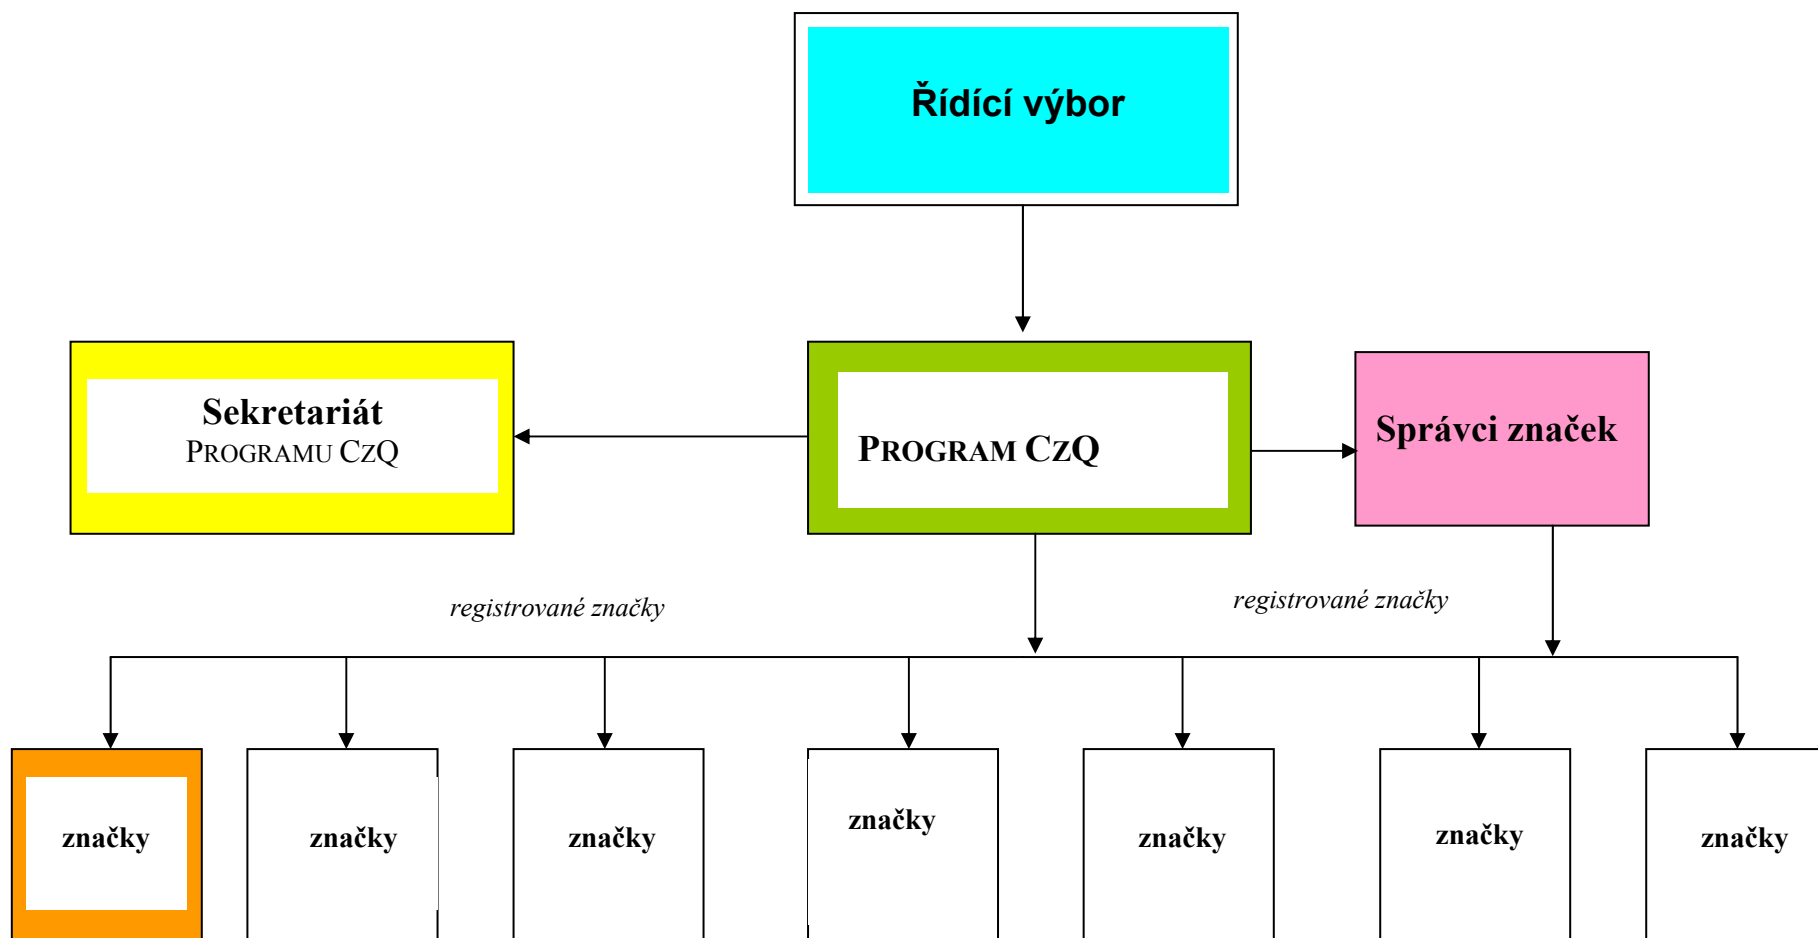 Řídící výbor
Sekretariát
PROGRAMU CZQ
PROGRAM CZQ
Správci značek
registrované značky
registrované značky
značky
značky
značky
značky
značky
značky
značky